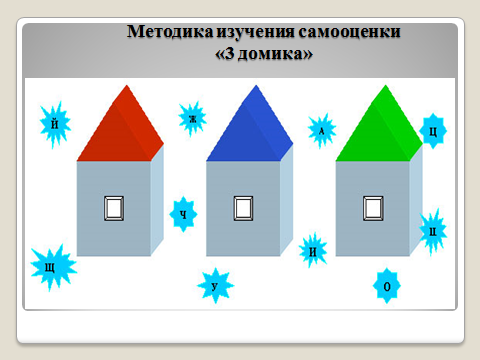 Методика изучения самооценки
«3 домика»
Й
Ж
А
Ц
Ч
Щ
У
И
О